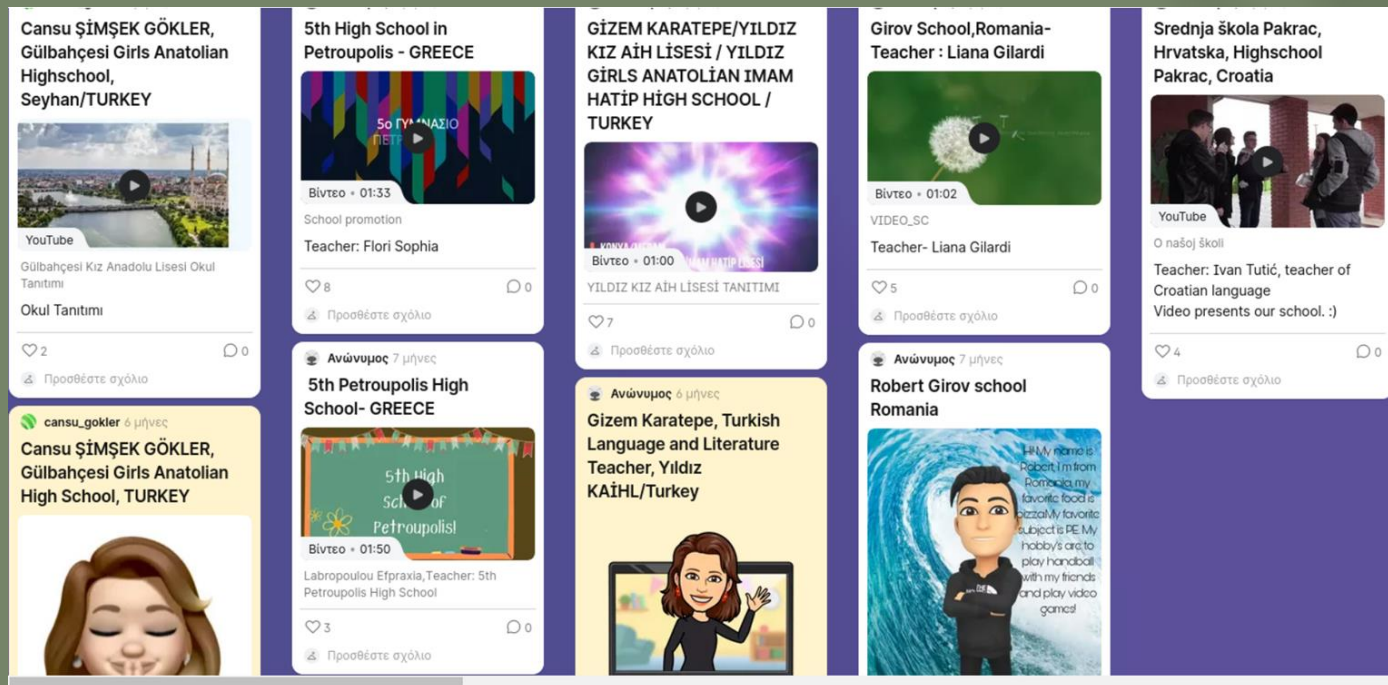 Cansu ŞİMŞEK GÖKLER,
Gülbahçesi Girls Anatolian
Highschool,
Seyhan/TURKEY
YouTube
Gülbahçesi Kız Anadolu Lisesi Okul
Tanıtımı
Okul Tanıtımı
2
0
Προσθέστε σχόλιο
cansu_gokler 6 μήνες
Cansu ŞİMŞEK GÖKLER,
Gülbahçesi Girls Anatolian
High School, TURKEY
5th High School in
Petroupolis - GREECE
5ο ΓΥΜΝΑΣΙΟ
ΠΕΤΡ
Βίντεο • 01:33
School promotion
Teacher: Flori Sophia
8
0
Προσθέστε σχόλιο
Ανώνυμος 7 μήνες
5th Petroupolis High
School- GREECE
5th High
School of
Petroupolis!
Βίντεο • 01:50
Labropoulou Efpraxia,Teacher: 5th
Petroupolis High School
3
0
Προσθέστε σχόλιο
GİZEM KARATEPE/YILDIZ
KIZ AİH LİSESİ / YILDIZ
GİRLS ANATOLİAN IMAM
HATİP HİGH SCHOOL /
TURKEY
KONYA/MERAM
İMAM HATİP LİSESİ
Βίντεο • 01:00
YILDIZ KIZ AİH LİSESİ TANITIMI
7
0
Προσθέστε σχόλιο
Ανώνυμος 6 μήνες
Gizem Karatepe, Turkish
Language and Literature
Teacher, Yıldız
KAİHL/Turkey
Girov School,Romania-
Teacher : Liana Gilardi
Βίντεο • 01:02
VIDEO_SC
Teacher- Liana Gilardi
5
0
Προσθέστε σχόλιο
Ανώνυμος 7 μήνες
Robert Girov school
Romania
Hi!My name is
Robert, I'm from
Romania, my
favorite food is
pizza.My favorite
subject is PE. My
hobby's are: to
play handball
with my friends
and play video
games!
Srednja škola Pakrac,
Hrvatska, Highschool
Pakrac, Croatia
YouTube
O našoj školi
Teacher: Ivan Tutić, teacher of
Croatian language
Video presents our school. :)
4
0
Προσθέστε σχόλιο